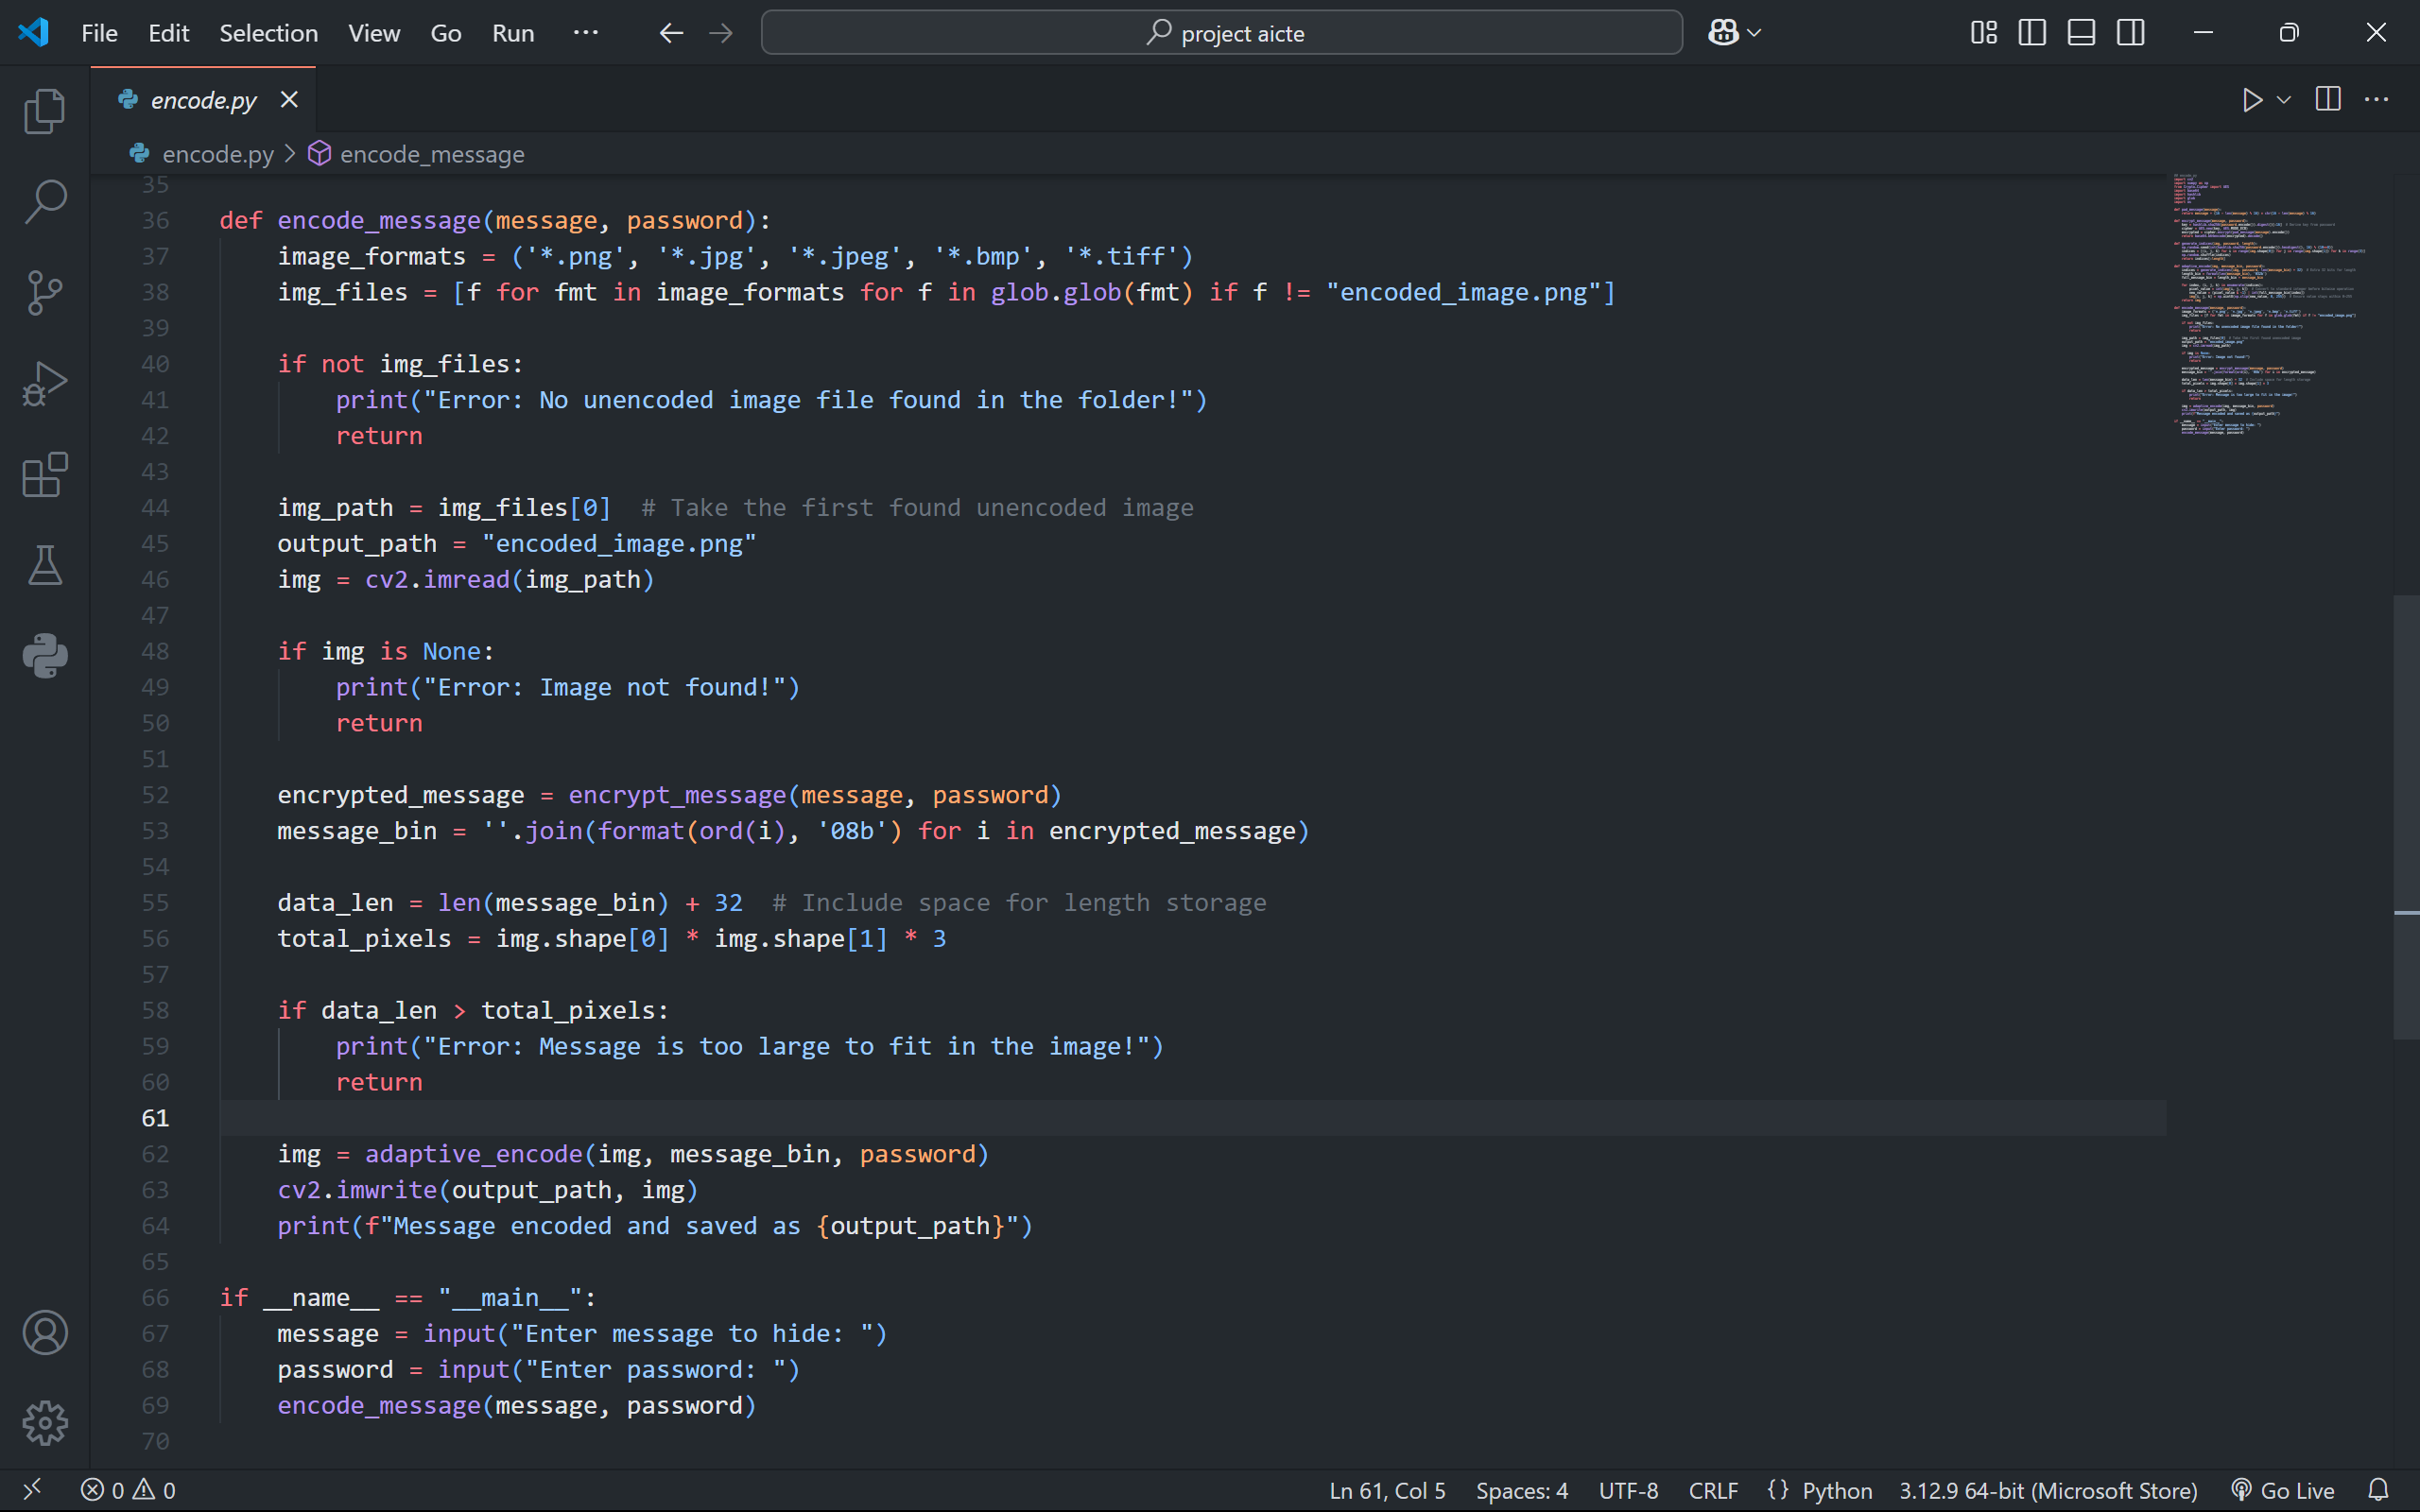 File Edit Selection View Go Run ··· project aicte
encode.py
encode.py > encode_message
35
36 def encode_message(message, password):
37     image_formats = ('*.png', '*.jpg', '*.jpeg', '*.bmp', '*.tiff')
38     img_files = [f for fmt in image_formats for f in glob.glob(fmt) if f != "encoded_image.png"]
39
40     if not img_files:
41         print("Error: No unencoded image file found in the folder!")
42         return
43
44     img_path = img_files[0]  # Take the first found unencoded image
45     output_path = "encoded_image.png"
46     img = cv2.imread(img_path)
47
48     if img is None:
49         print("Error: Image not found!")
50         return
51
52     encrypted_message = encrypt_message(message, password)
53     message_bin = ''.join(format(ord(i), '08b') for i in encrypted_message)
54
55     data_len = len(message_bin) + 32  # Include space for length storage
56     total_pixels = img.shape[0] * img.shape[1] * 3
57
58     if data_len > total_pixels:
59         print("Error: Message is too large to fit in the image!")
60         return
61
62     img = adaptive_encode(img, message_bin, password)
63     cv2.imwrite(output_path, img)
64     print(f"Message encoded and saved as {output_path}")
65
66 if __name__ == "__main__":
67     message = input("Enter message to hide: ")
68     password = input("Enter password: ")
69     encode_message(message, password)
70
0 0 Ln 61, Col 5 Spaces: 4 UTF-8 CRLF {} Python 3.12.9 64-bit (Microsoft Store) Go Live